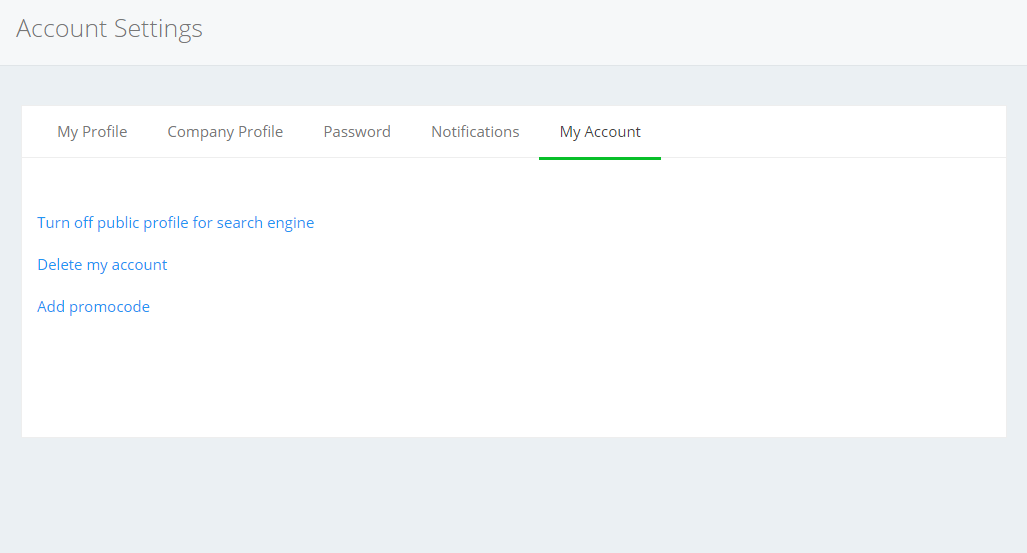 Account Settings
My Profile Company Profile Password Notifications My Account
Turn off public profile for search engine
Delete my account
Add promocode